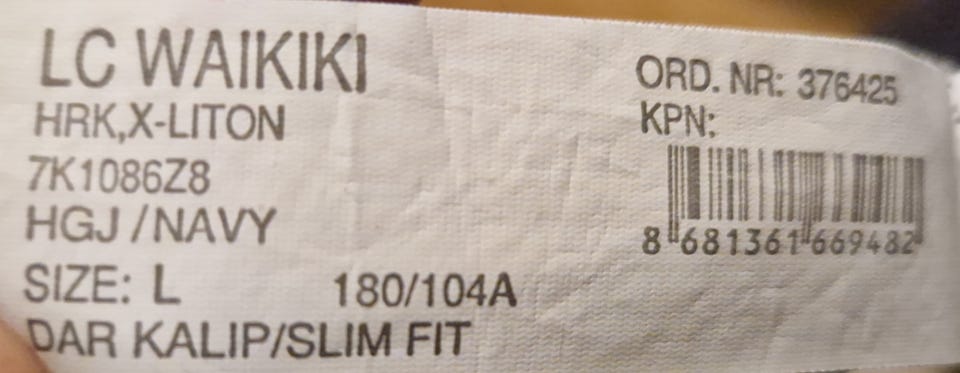 LC WAIKIKI
HRK,X-LITON
7K1086Z8
HGJ /NAVY
SIZE: L 180/104A
DAR KALIP/SLIM FIT
ORD. NR: 376425
KPN:
8 681361 669482